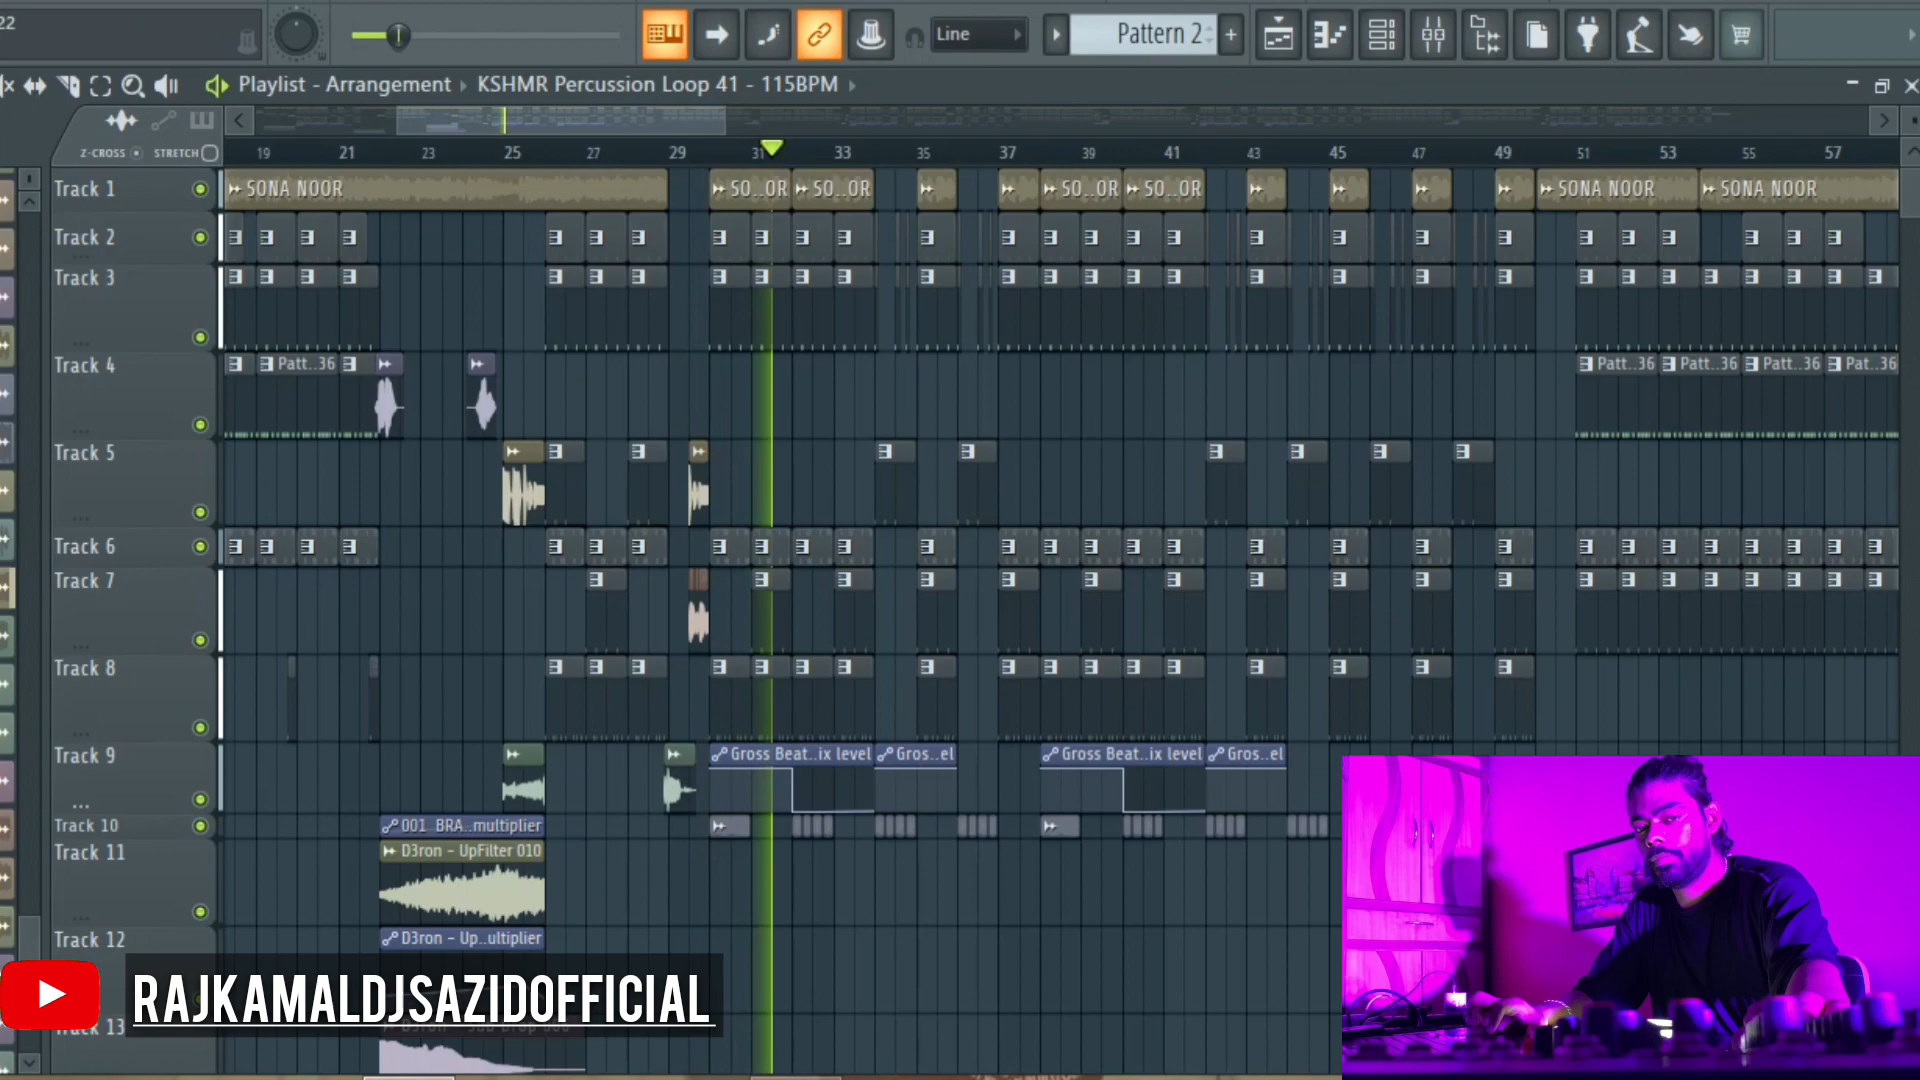 22
Line
Pattern 2
Playlist - Arrangement › KSHMR Percussion Loop 41 - 115BPM
Z-CROSS STRETCH
19 21 23 25 27 29 31 33 35 37 39 41 43 45 47 49 51 53 55 57
Track 1 SONA NOOR SO..OR SO..OR SO..OR SO..OR SONA NOOR SONA NOOR
Track 2
Track 3
Track 4 Patt..36 Patt..36 Patt..36 Patt..36 Pat..36
Track 5
Track 6
Track 7
Track 8
Track 9 Gross Beat..ix level Gros..el Gross Beat..ix level Gros..el
Track 10 001_BRA..multiplier
Track 11 D3ron - UpFilter 010
Track 12 D3ron - Up..ultiplier
RAJKAMALDJSAZIDOFFICIAL
Track 13